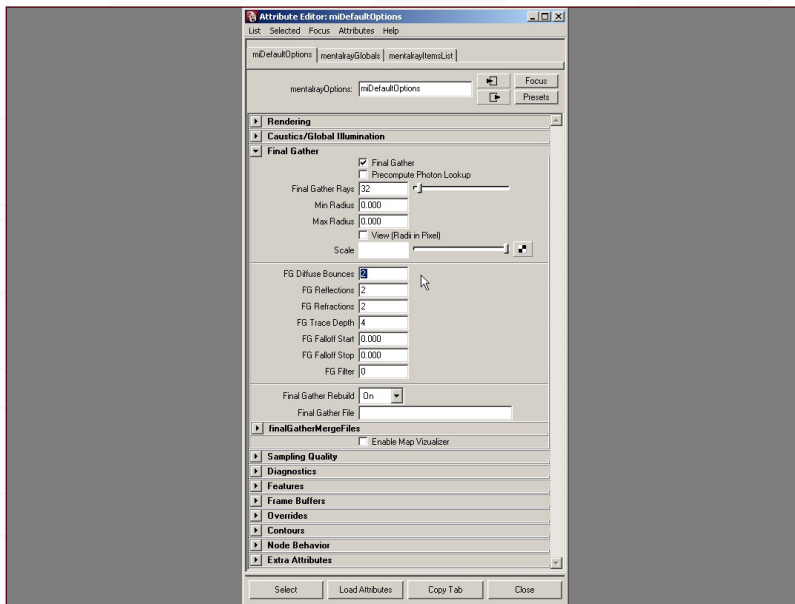 Attribute Editor: miDefaultOptions
List Selected Focus Attributes Help
miDefaultOptions mentalrayGlobals mentalrayItemsList
mentalrayOptions: miDefaultOptions
Focus
Presets
Rendering
Caustics/Global Illumination
Final Gather
Final Gather
Precompute Photon Lookup
Final Gather Rays 32
Min Radius 0.000
Max Radius 0.000
View (Radii in Pixel)
Scale
FG Diffuse Bounces 2
FG Reflections 2
FG Refractions 2
FG Trace Depth 4
FG Falloff Start 0.000
FG Falloff Stop 0.000
FG Filter 0
Final Gather Rebuild On
Final Gather File
finalGatherMergeFiles
Enable Map Vizualizer
Sampling Quality
Diagnostics
Features
Frame Buffers
Overrides
Contours
Node Behavior
Extra Attributes
Select Load Attributes Copy Tab Close